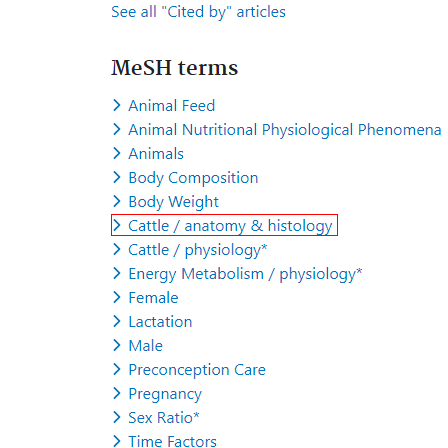 See all "Cited by" articles
MeSH terms
Animal Feed
Animal Nutritional Physiological Phenomena
Animals
Body Composition
Body Weight
Cattle / anatomy & histology
Cattle / physiology*
Energy Metabolism / physiology*
Female
Lactation
Male
Preconception Care
Pregnancy
Sex Ratio*
Time Factors